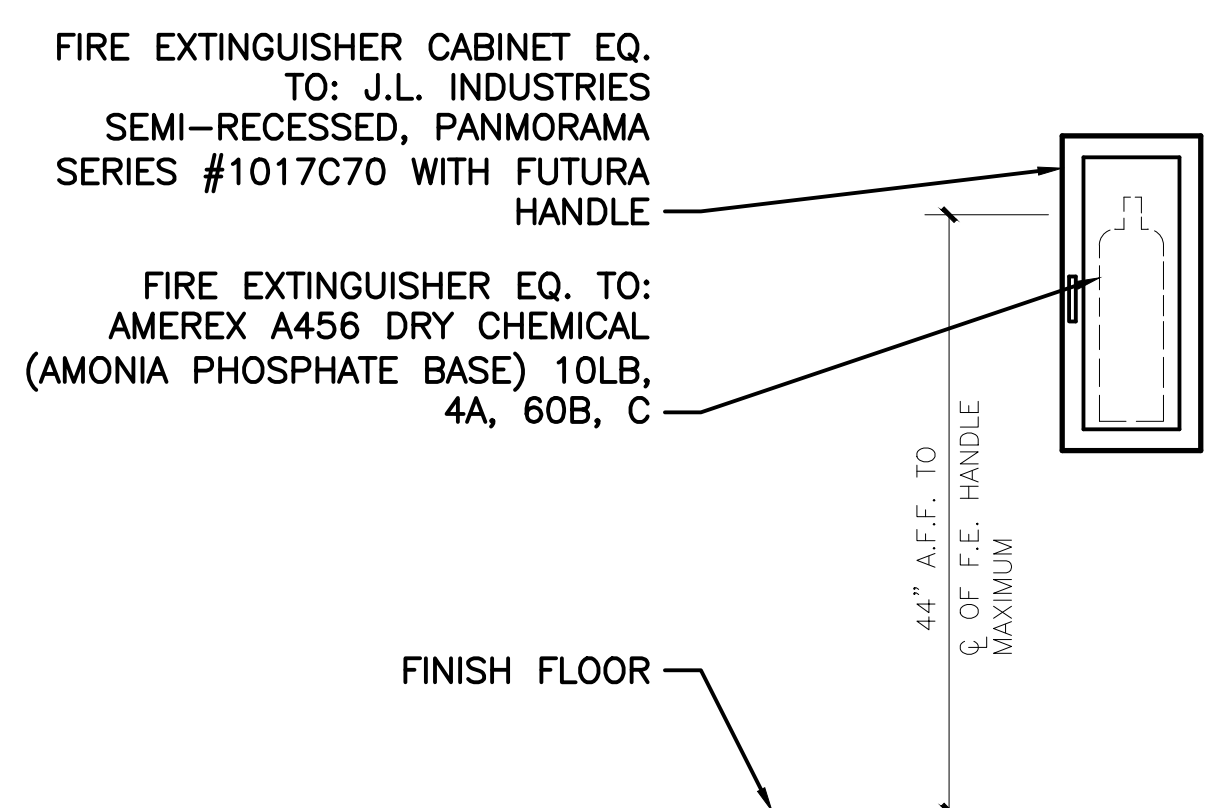 FIRE EXTINGUISHER CABINET EQ.
TO: J.L. INDUSTRIES
SEMI-RECESSED, PANMORAMA
SERIES #1017C70 WITH FUTURA
HANDLE
FIRE EXTINGUISHER EQ. TO:
AMEREX A456 DRY CHEMICAL
(AMONIA PHOSPHATE BASE) 10LB,
4A, 60B, C
44" A.F.F. TO
℄ OF F.E. HANDLE
MAXIMUM
FINISH FLOOR